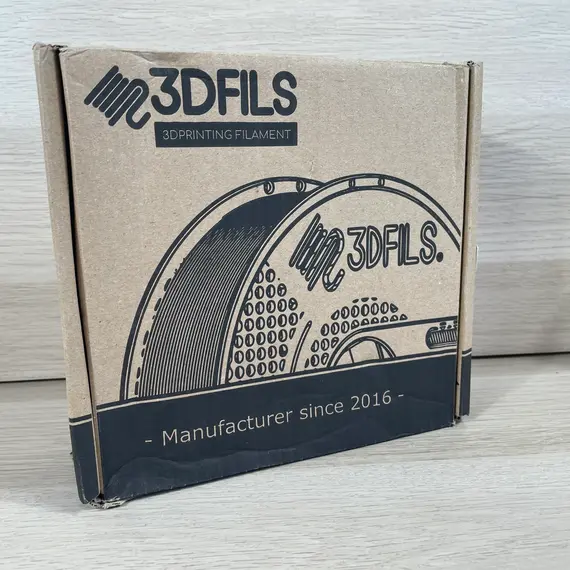 3DFILS
3DPRINTING FILAMENT
3DFILS.
- Manufacturer since 2016 -